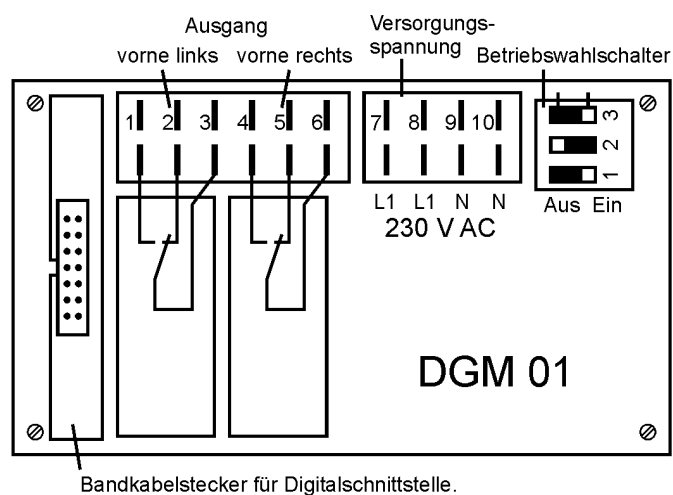 Ausgang
vorne links vorne rechts
Versorgungs-
spannung
Betriebswahlschalter
1 2 3 4 5 6
7 8 9 10
3
2
1
L1 L1 N N
230 V AC
Aus Ein
DGM 01
Bandkabelstecker für Digitalschnittstelle.